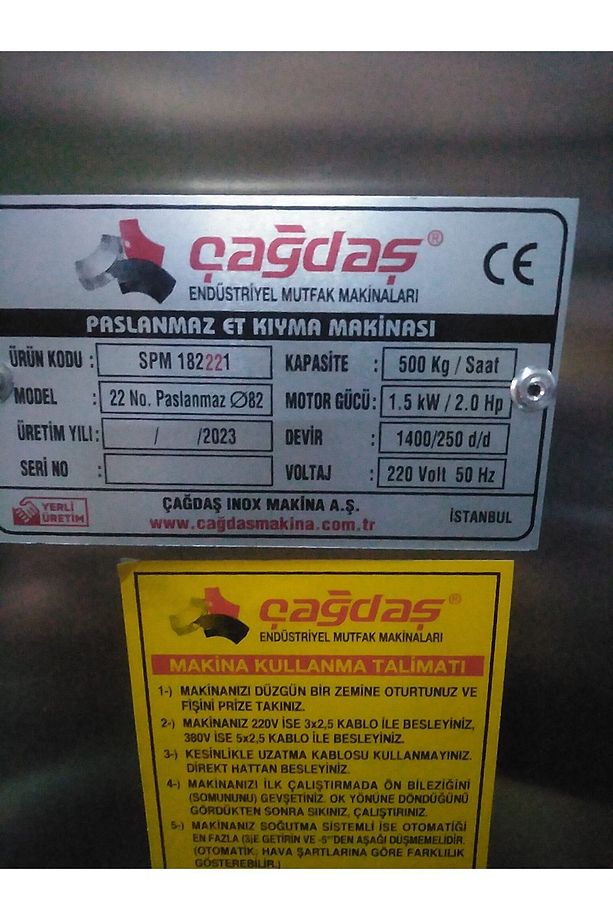 çağdaş®
CE
ENDÜSTRİYEL MUTFAK MAKİNALARI
PASLANMAZ ET KIYMA MAKİNASI
ÜRÜN KODU : SPM 182221 KAPASİTE : 500 Kg / Saat
MODEL : 22 No. Paslanmaz Ø82 MOTOR GÜCÜ: 1.5 kW / 2.0 Hp
ÜRETİM YILI: / /2023 DEVİR : 1400/250 d/d
SERİ NO : VOLTAJ : 220 Volt 50 Hz
YERLİ ÜRETİM
ÇAĞDAŞ INOX MAKİNA A.Ş.
www.cağdasmakina.com.tr
İSTANBUL
çağdaş®
ENDÜSTRİYEL MUTFAK MAKİNALARI
MAKİNA KULLANMA TALİMATI
1-) MAKİNANIZI DÜZGÜN BİR ZEMİNE OTURTUNUZ VE
FİŞİNİ PRİZE TAKINIZ.
2-) MAKİNANIZ 220V İSE 3x2,5 KABLO İLE BESLEYİNİZ,
380V İSE 5x2,5 KABLO İLE BESLEYİNİZ.
3-) KESİNLİKLE UZATMA KABLOSU KULLANMAYINIZ.
DİREKT HATTAN BESLEYİNİZ.
4-) MAKİNANIZI İLK ÇALIŞTIRMADA ÖN BİLEZİĞİNİ
(SOMUNUNU) GEVŞETİNİZ. OK YÖNÜNE DÖNDÜĞÜNÜ
GÖRDÜKTEN SONRA SIKINIZ, ÇALIŞTIRINIZ.
5-) MAKİNANIZ SOĞUTMA SİSTEMLİ İSE OTOMATİĞİ
EN FAZLA (3)E GETİRİN VE -5°'DEN AŞAĞI DÜŞMEMELİDİR.
(OTOMATİK: HAVA ŞARTLARINA GÖRE FARKLILIK
GÖSTEREBİLİR.)